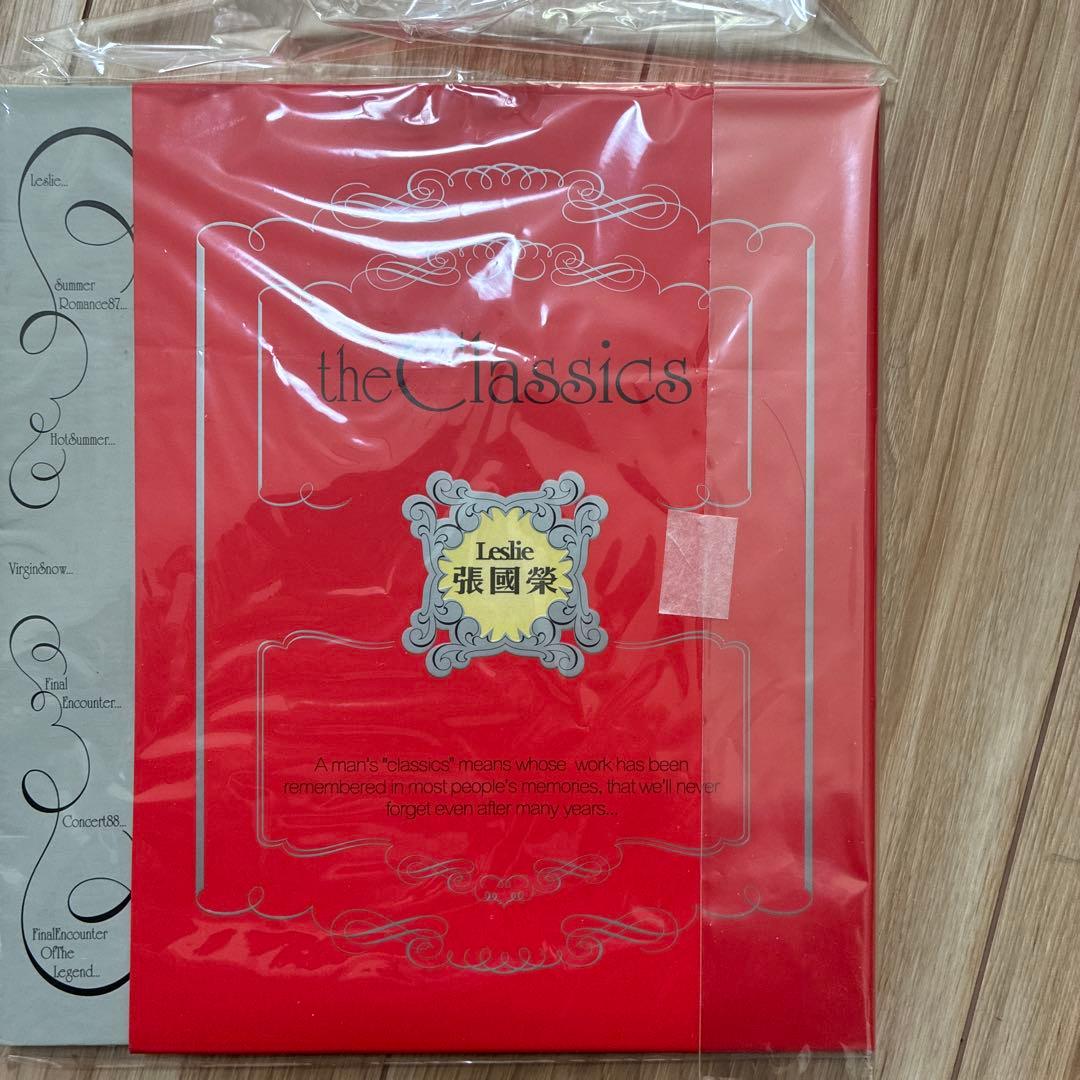 Leslie...
Summer
Romance87...
HotSummer...
VirginSnow...
Final
Encounter...
Concert88...
FinalEncounter
OfThe
Legend...
theClassics
Leslie
張國榮
A man's "classics" means whose work has been
remembered in most people's memories, that we'll never
forget even after many years...